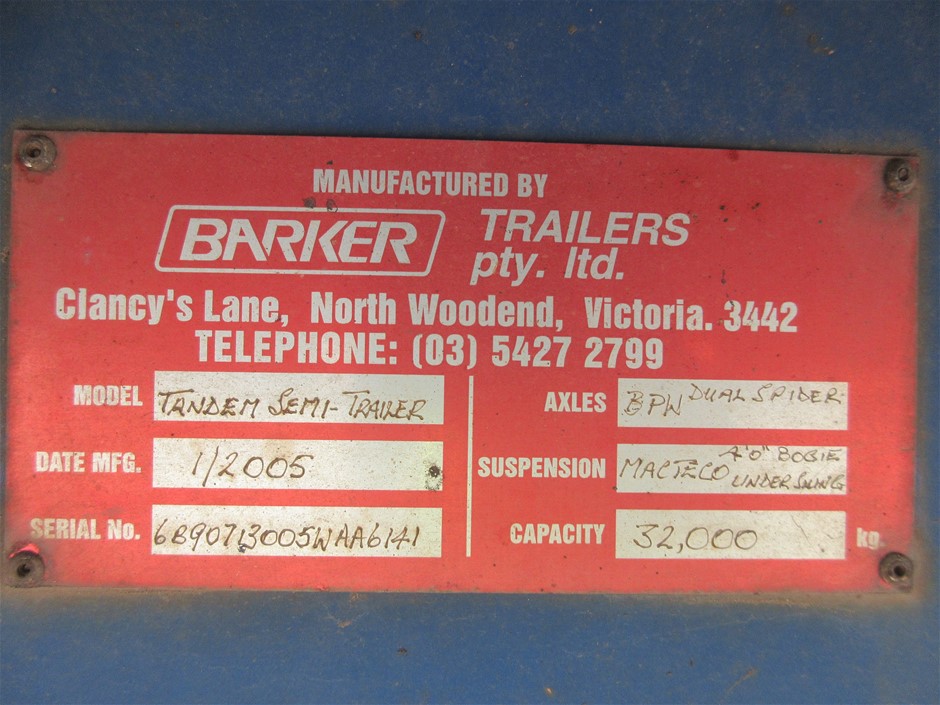 MANUFACTURED BY
BARKER TRAILERS
pty. ltd.
Clancy's Lane, North Woodend, Victoria. 3442
TELEPHONE: (03) 5427 2799
MODEL TANDEM SEMI-TRAILER
DATE MFG. 1/2005
SERIAL No. 6B90713005WAA6141
AXLES BPW DUAL SPIDER
SUSPENSION MACTECO 4'0" BOGIE
UNDERSLUNG
CAPACITY 32,000 kg.